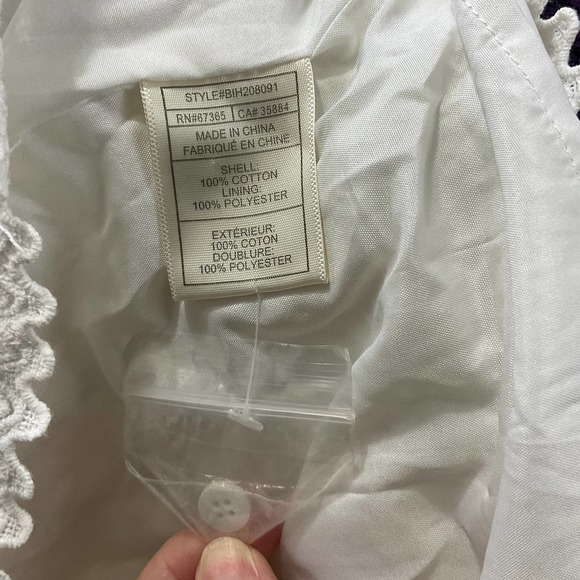 STYLE#BIH208091
RN#67365 CA# 35884
MADE IN CHINA
FABRIQUÉ EN CHINE
SHELL:
100% COTTON
LINING:
100% POLYESTER
EXTÉRIEUR:
100% COTON
DOUBLURE:
100% POLYESTER